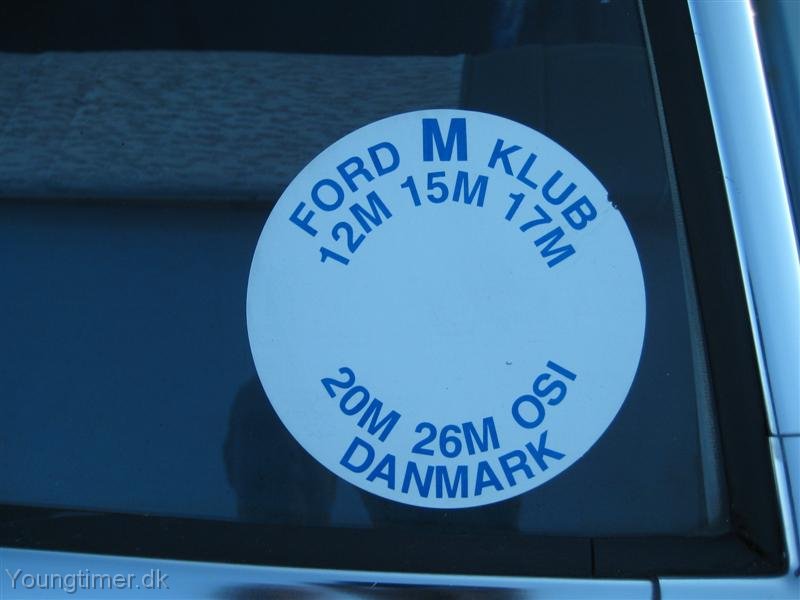 FORD M KLUB
12M 15M 17M
20M 26M OSI
DANMARK
Youngtimer.dk